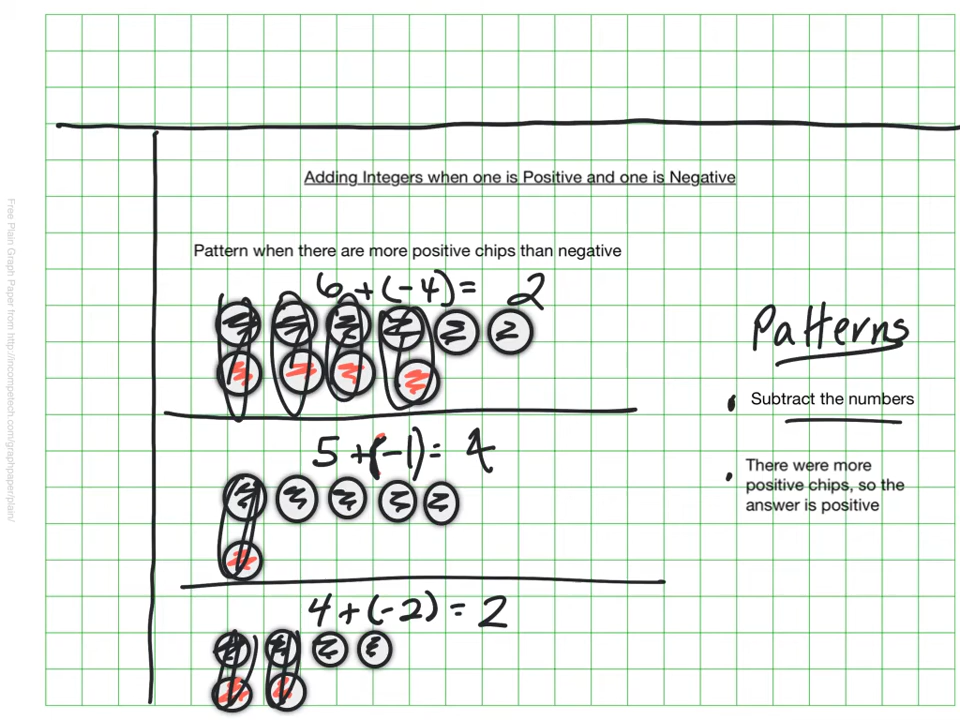 Adding Integers when one is Positive and one is Negative
Pattern when there are more positive chips than negative
6 + (-4) = 2
5 + (-1) = 4
4 + (-2) = 2
Patterns
Subtract the numbers
There were more
positive chips, so the
answer is positive
Free Plain Graph Paper from http://incompetech.com/graphpaper/plain/